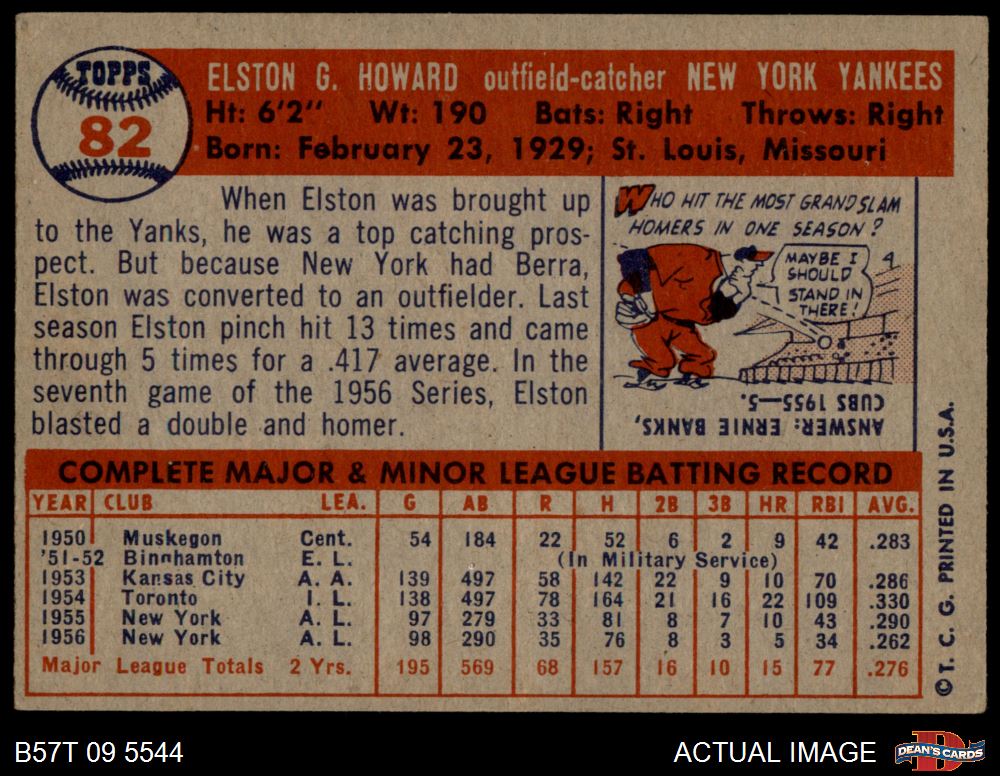 TOPPS
82
ELSTON G. HOWARD outfield-catcher NEW YORK YANKEES
Ht: 6'2" Wt: 190 Bats: Right Throws: Right
Born: February 23, 1929; St. Louis, Missouri
When Elston was brought up
to the Yanks, he was a top catching pros-
pect. But because New York had Berra,
Elston was converted to an outfielder. Last
season Elston pinch hit 13 times and came
through 5 times for a .417 average. In the
seventh game of the 1956 Series, Elston
blasted a double and homer.
WHO HIT THE MOST GRAND SLAM
HOMERS IN ONE SEASON?
MAYBE I
SHOULD
STAND IN
THERE!
ANSWER: ERNIE BANKS,
CUBS 1955—5.
COMPLETE MAJOR & MINOR LEAGUE BATTING RECORD
YEAR CLUB LEA. G AB R H 2B 3B HR RBI AVG.
1950 Muskegon Cent. 54 184 22 52 6 2 9 42 .283
'51-52 Binghamton E. L. (In Military Service)
1953 Kansas City A. A. 139 497 58 142 22 9 10 70 .286
1954 Toronto I. L. 138 497 78 164 21 16 22 109 .330
1955 New York A. L. 97 279 33 81 8 7 10 43 .290
1956 New York A. L. 98 290 35 76 8 3 5 34 .262
Major League Totals 2 Yrs. 195 569 68 157 16 10 15 77 .276
© T. C. G. PRINTED IN U.S.A.
B57T 09 5544
ACTUAL IMAGE
D
DEAN'S CARDS